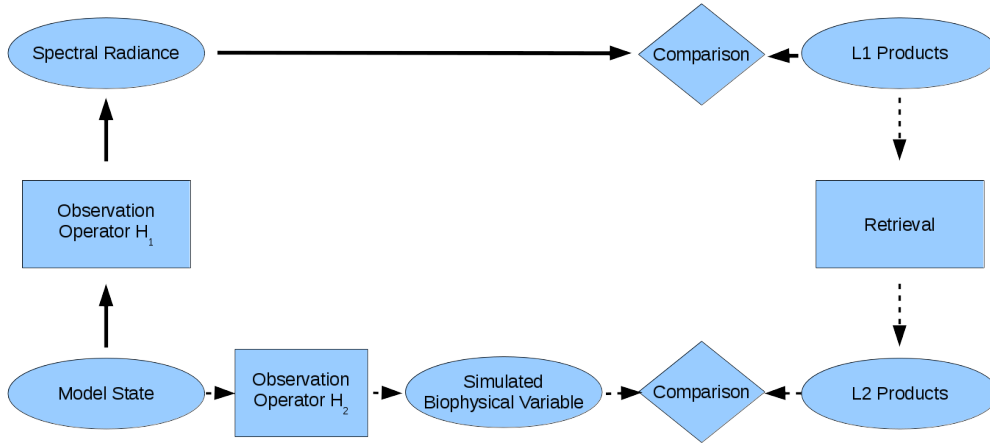 Spectral Radiance
Comparison
L1 Products
Observation
Operator H1
Retrieval
Model State
Observation
Operator H2
Simulated
Biophysical Variable
Comparison
L2 Products